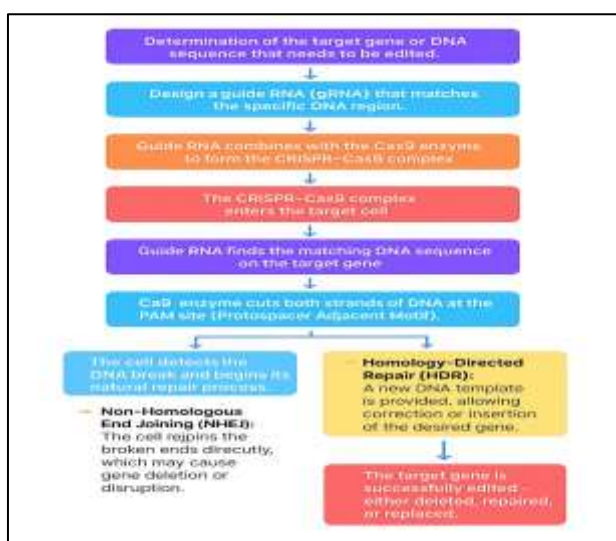 Determination of the target gene or DNA
sequence that needs to be edited.
Design a guide RNA (gRNA) that matches
the specific DNA region.
Guide RNA combines with the Cas9 enzyme
to form the CRISPR-Cas9 complex
The CRISPR-Cas9 complex
enters the target cell
Guide RNA finds the matching DNA sequence
on the target gene
Ca9 enzyme cuts both strands of DNA at the
PAM site (Protospacer Adjacent Motif).
The cell detects the
DNA break and begins its
natural repair process
– Non-Homologous
End Joining (NHEJ):
The cell rejpins the
broken ends direcutly,
which may cause
gene deletion or
disruption.
– Homology-Directed
Repair (HDR):
A new DNA template
is provided, allowing
correction or insertion
of the desired gene.
The target gene is
successfully edited -
either deleted, repaired,
or replaced.